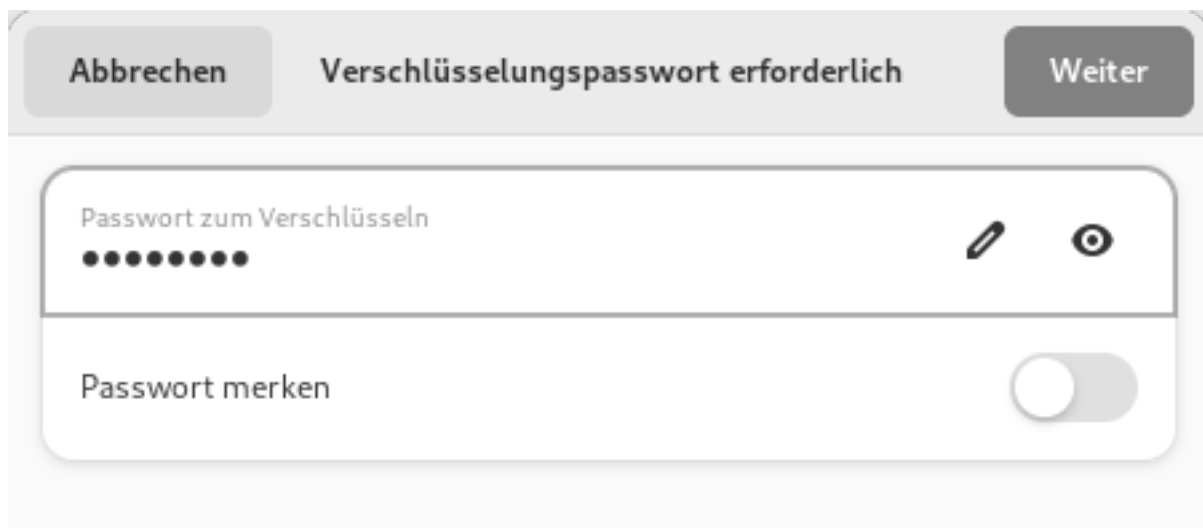 Abbrechen
Verschlüsselungspasswort erforderlich
Weiter
Passwort zum Verschlüsseln
●●●●●●●●
Passwort merken